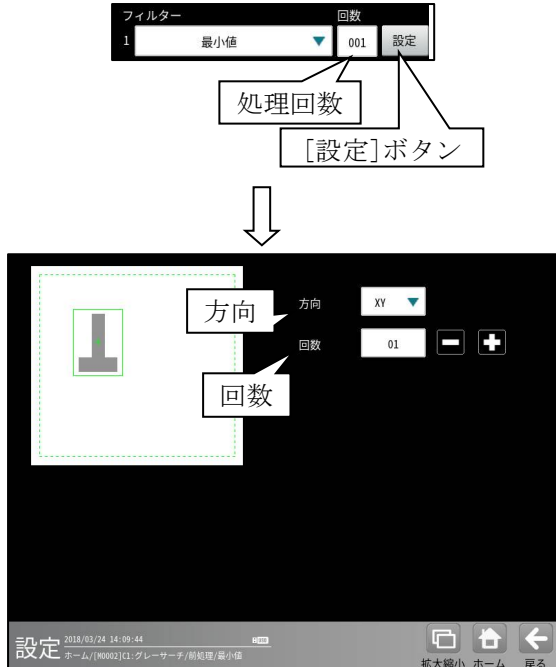 フィルター 回数
1 最小値 001 設定
処理回数
[設定]ボタン
方向 方向 XY
回数 01
回数
設定 2018/03/24 14:09:44
ホーム/[M0002]C1:グレーサーチ/前処理/最小値
拡大縮小 ホーム 戻る